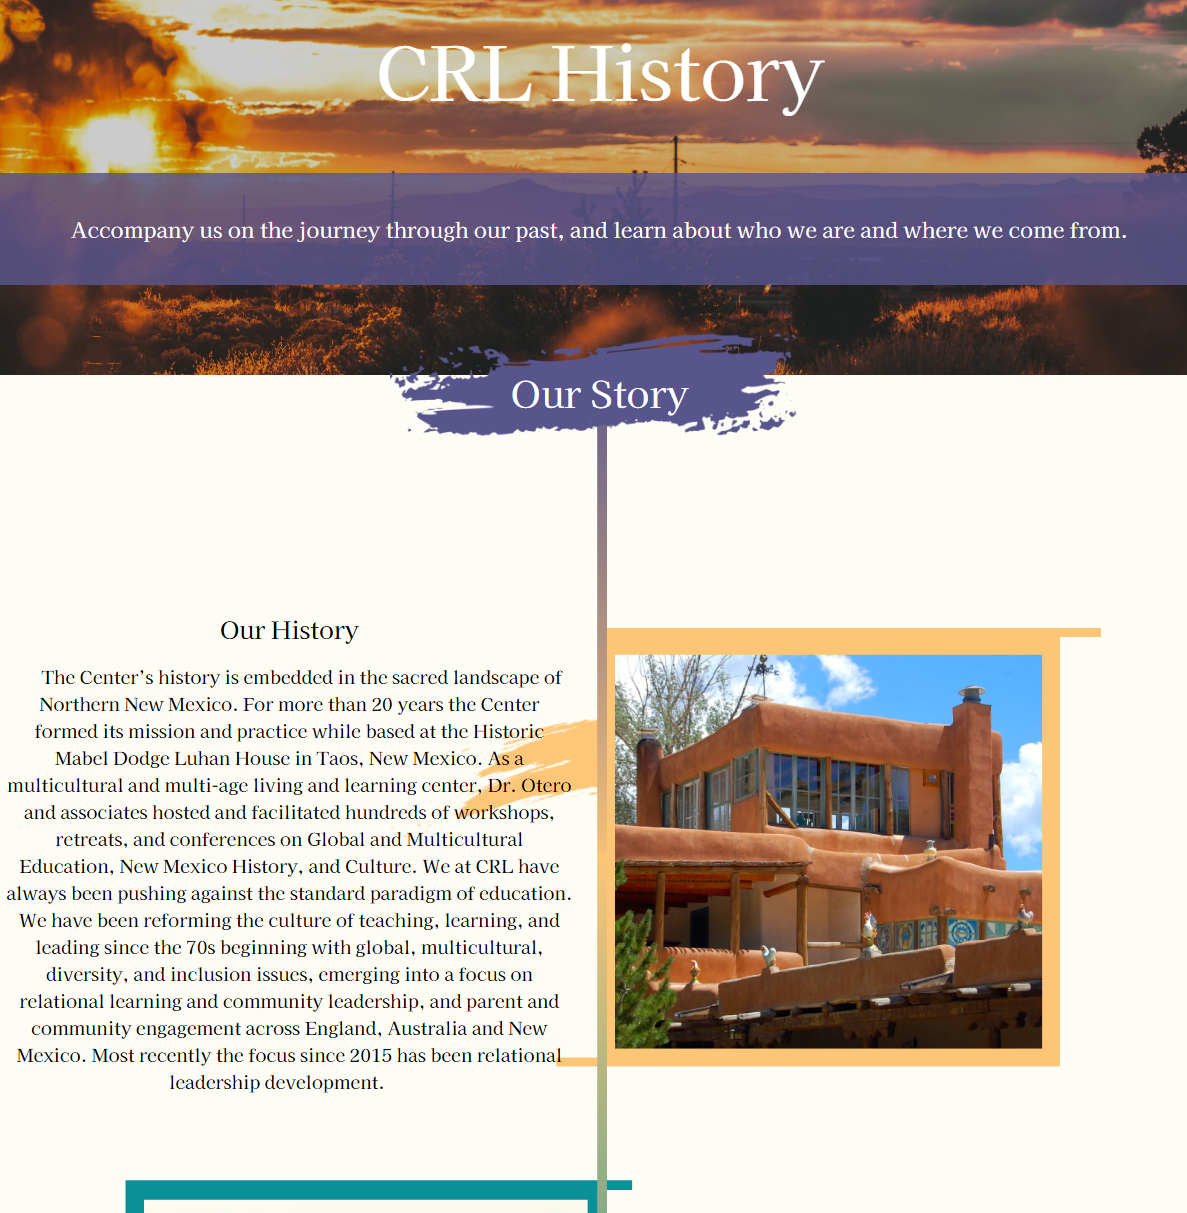 CRL History
Accompany us on the journey through our past, and learn about who we are and where we come from.
Our Story
Our History
The Center’s history is embedded in the sacred landscape of
Northern New Mexico. For more than 20 years the Center
formed its mission and practice while based at the Historic
Mabel Dodge Luhan House in Taos, New Mexico. As a
multicultural and multi-age living and learning center, Dr. Otero
and associates hosted and facilitated hundreds of workshops,
retreats, and conferences on Global and Multicultural
Education, New Mexico History, and Culture. We at CRL have
always been pushing against the standard paradigm of education.
We have been reforming the culture of teaching, learning, and
leading since the 70s beginning with global, multicultural,
diversity, and inclusion issues, emerging into a focus on
relational learning and community leadership, and parent and
community engagement across England, Australia and New
Mexico. Most recently the focus since 2015 has been relational
leadership development.